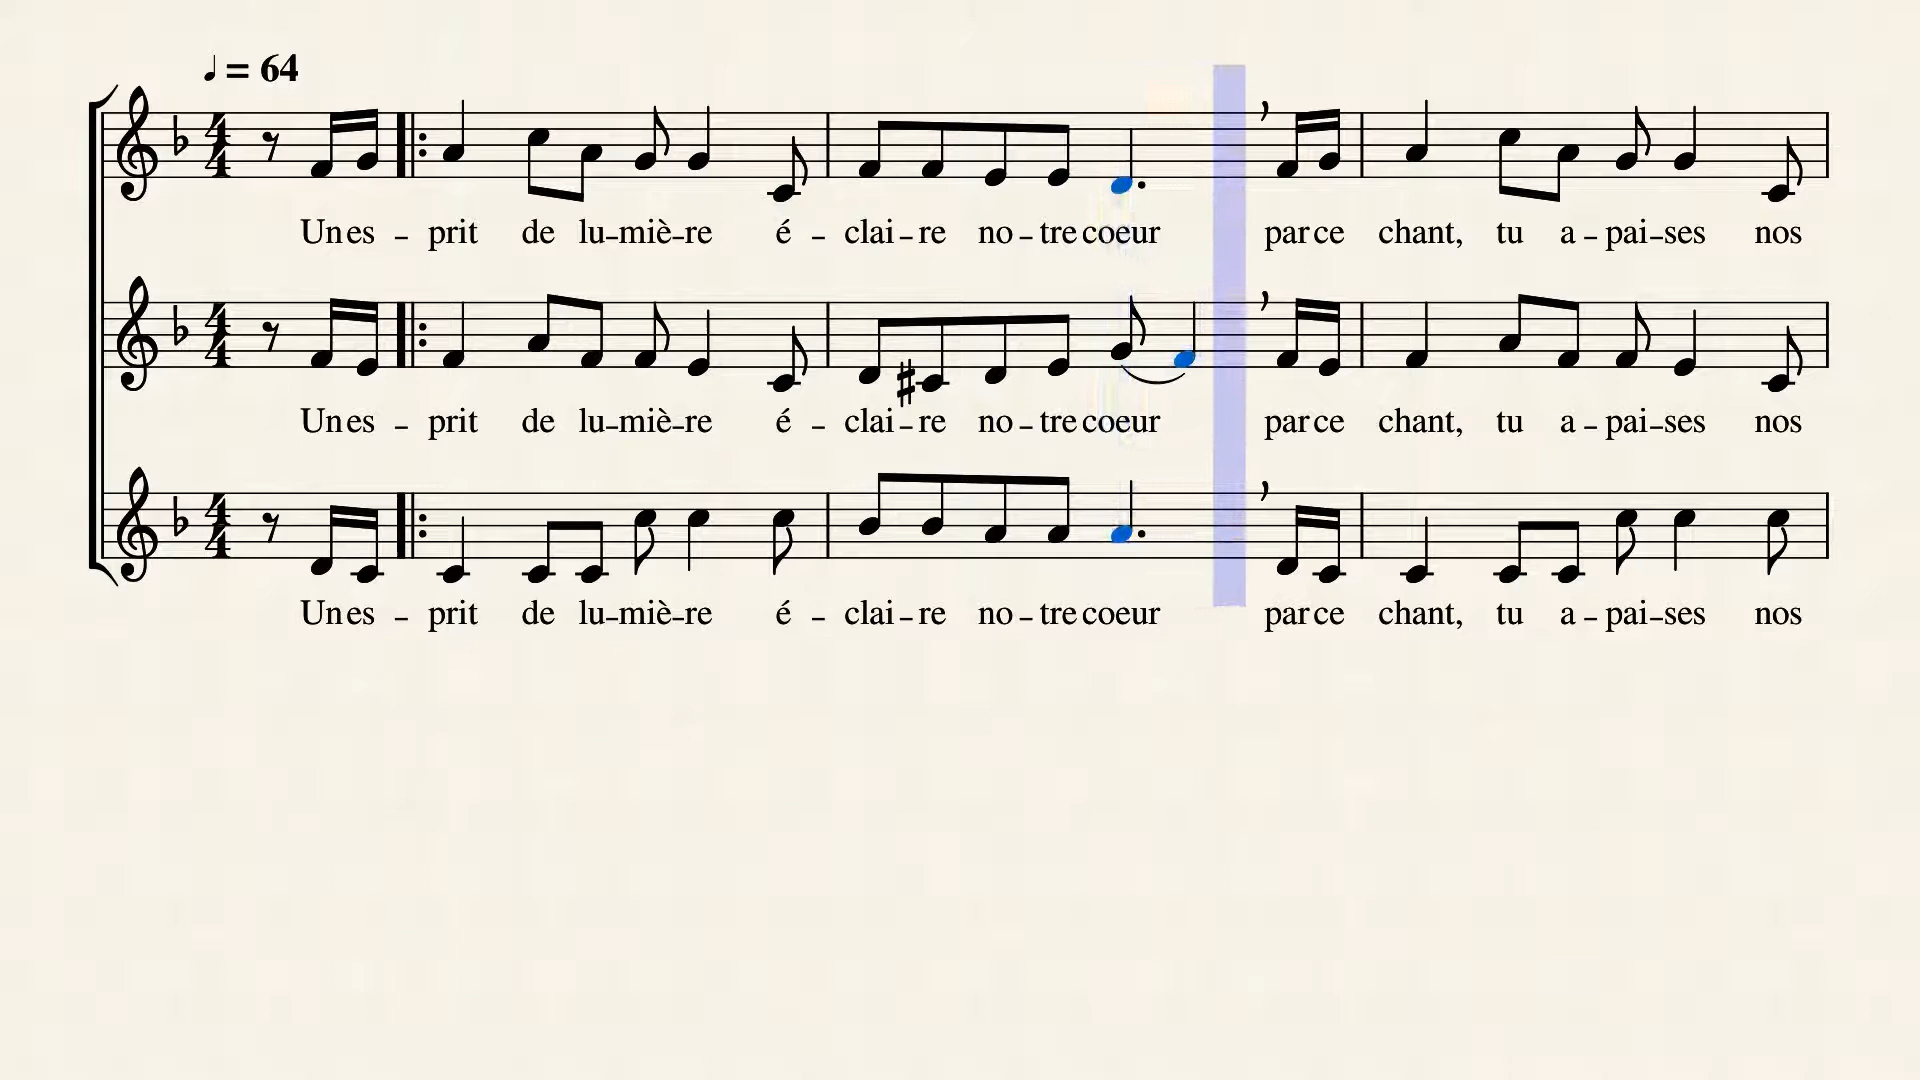 ♩ = 64
Un es - prit de lu-miè-re é - clai-re no-tre coeur par ce chant, tu a-pai-ses nos
Un es - prit de lu-miè-re é - clai-re no-tre coeur par ce chant, tu a-pai-ses nos
Un es - prit de lu-miè-re é - clai-re no-tre coeur par ce chant, tu a-pai-ses nos